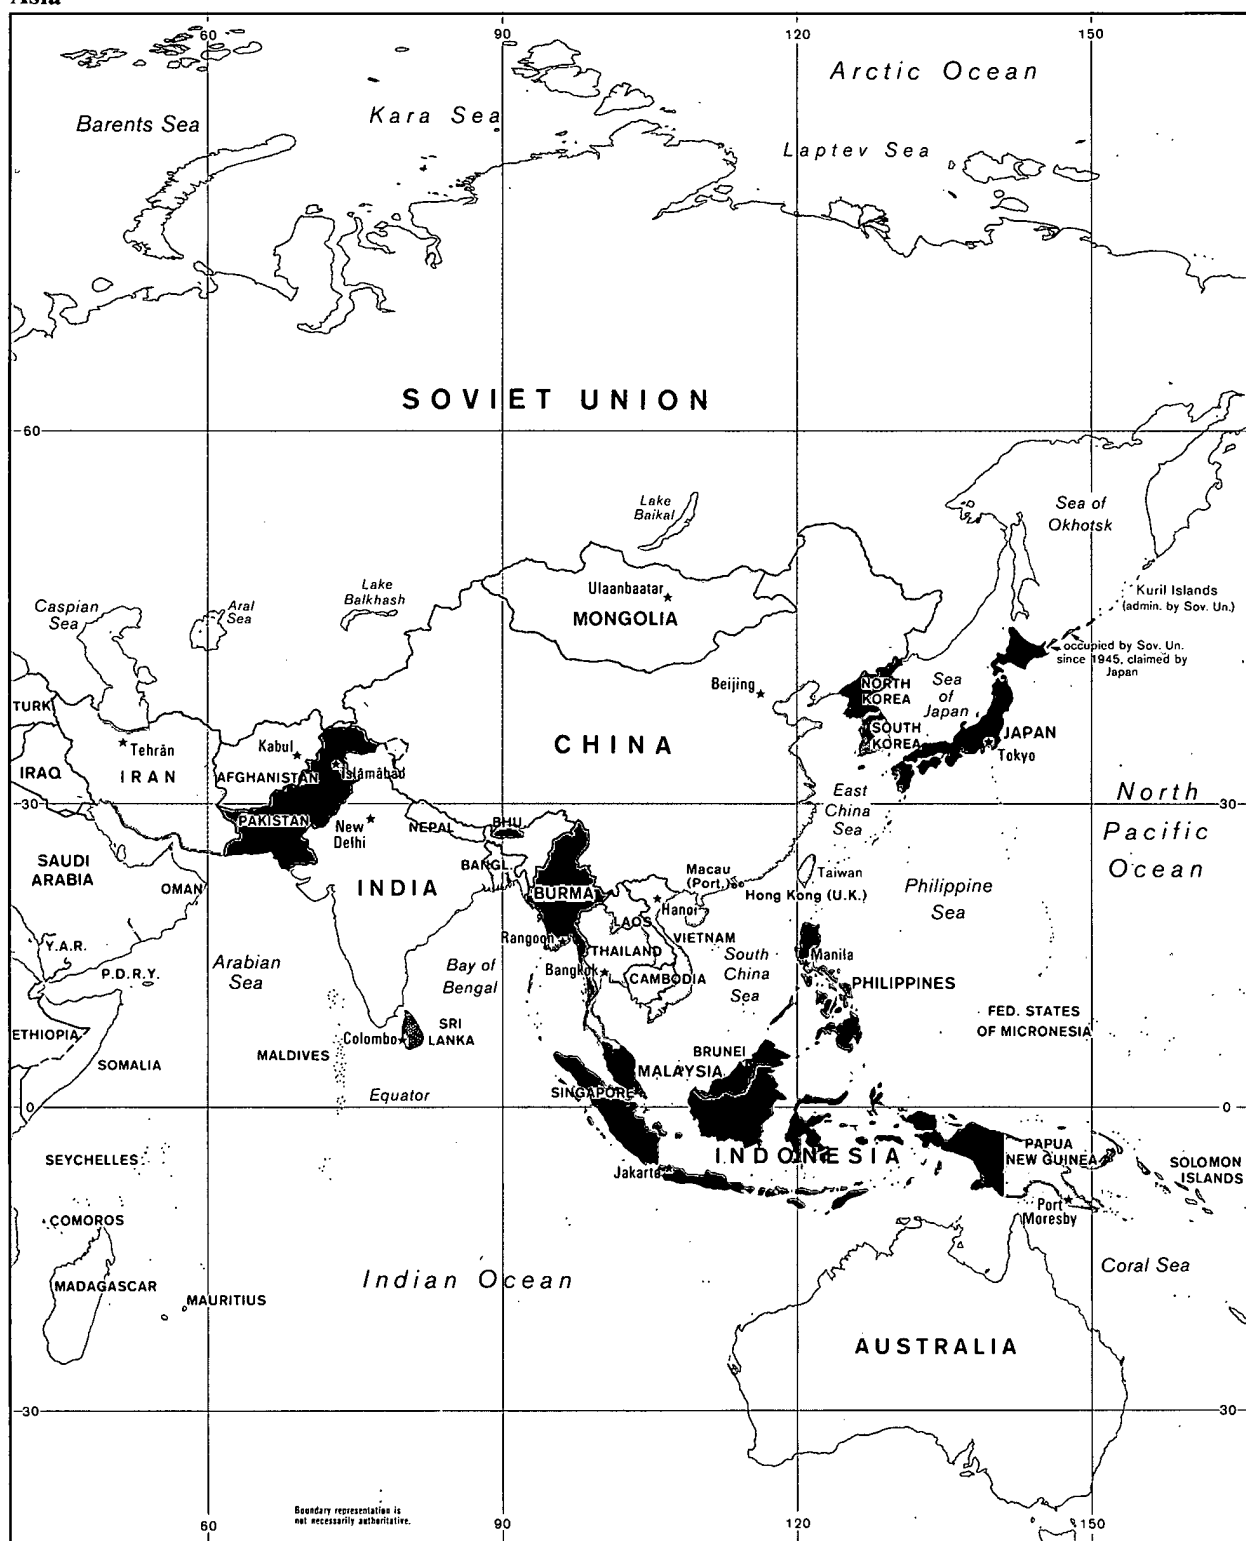 Asia
60
90
120
150
Arctic Ocean
Barents Sea
Kara Sea
Laptev Sea
SOVIET UNION
60
Lake
Baikal
Sea of
Okhotsk
Ulaanbaatar
MONGOLIA
Lake
Balkhash
Caspian
Sea
Aral
Sea
Kuril Islands
(admin. by Sov. Un.)
occupied by Sov. Un.
since 1945, claimed by
Japan
Beijing
NORTH
KOREA
Sea
of
Japan
SOUTH
KOREA
JAPAN
Tokyo
TURK.
Tehrān
Kabul
CHINA
IRAQ
IRAN
AFGHANISTAN
Islāmābād
30
East
China
Sea
North
Pacific
Ocean
PAKISTAN
New
Delhi
NEPAL
BHU.
BANGL.
SAUDI
ARABIA
OMAN
INDIA
BURMA
Macau
(Port.)
Taiwan
Hong Kong (U.K.)
Philippine
Sea
Hanoi
LAOS
Rangoon
VIETNAM
Y.A.R.
P.D.R.Y.
Arabian
Sea
Bay of
Bengal
THAILAND
Bangkok
CAMBODIA
South
China
Sea
Manila
PHILIPPINES
ETHIOPIA
SOMALIA
Colombo
SRI
LANKA
MALDIVES
FED. STATES
OF MICRONESIA
BRUNEI
MALAYSIA
SINGAPORE
Equator
0
0
INDONESIA
PAPUA
NEW GUINEA
SOLOMON
ISLANDS
SEYCHELLES
Jakarta
Port
Moresby
COMOROS
MADAGASCAR
MAURITIUS
Indian Ocean
Coral Sea
AUSTRALIA
30
30
Boundary representation is
not necessarily authoritative.
60
90
120
150